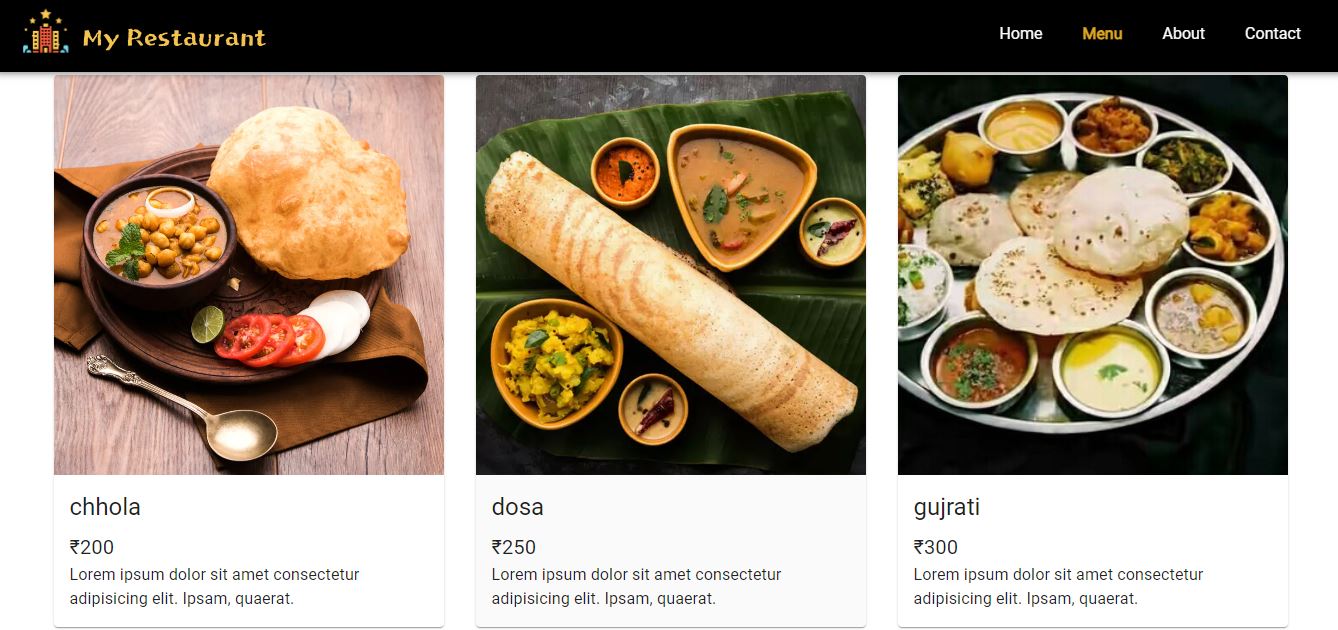 My Restaurant
Home Menu About Contact
chhola
₹200
Lorem ipsum dolor sit amet consectetur
adipisicing elit. Ipsam, quaerat.
dosa
₹250
Lorem ipsum dolor sit amet consectetur
adipisicing elit. Ipsam, quaerat.
gujrati
₹300
Lorem ipsum dolor sit amet consectetur
adipisicing elit. Ipsam, quaerat.